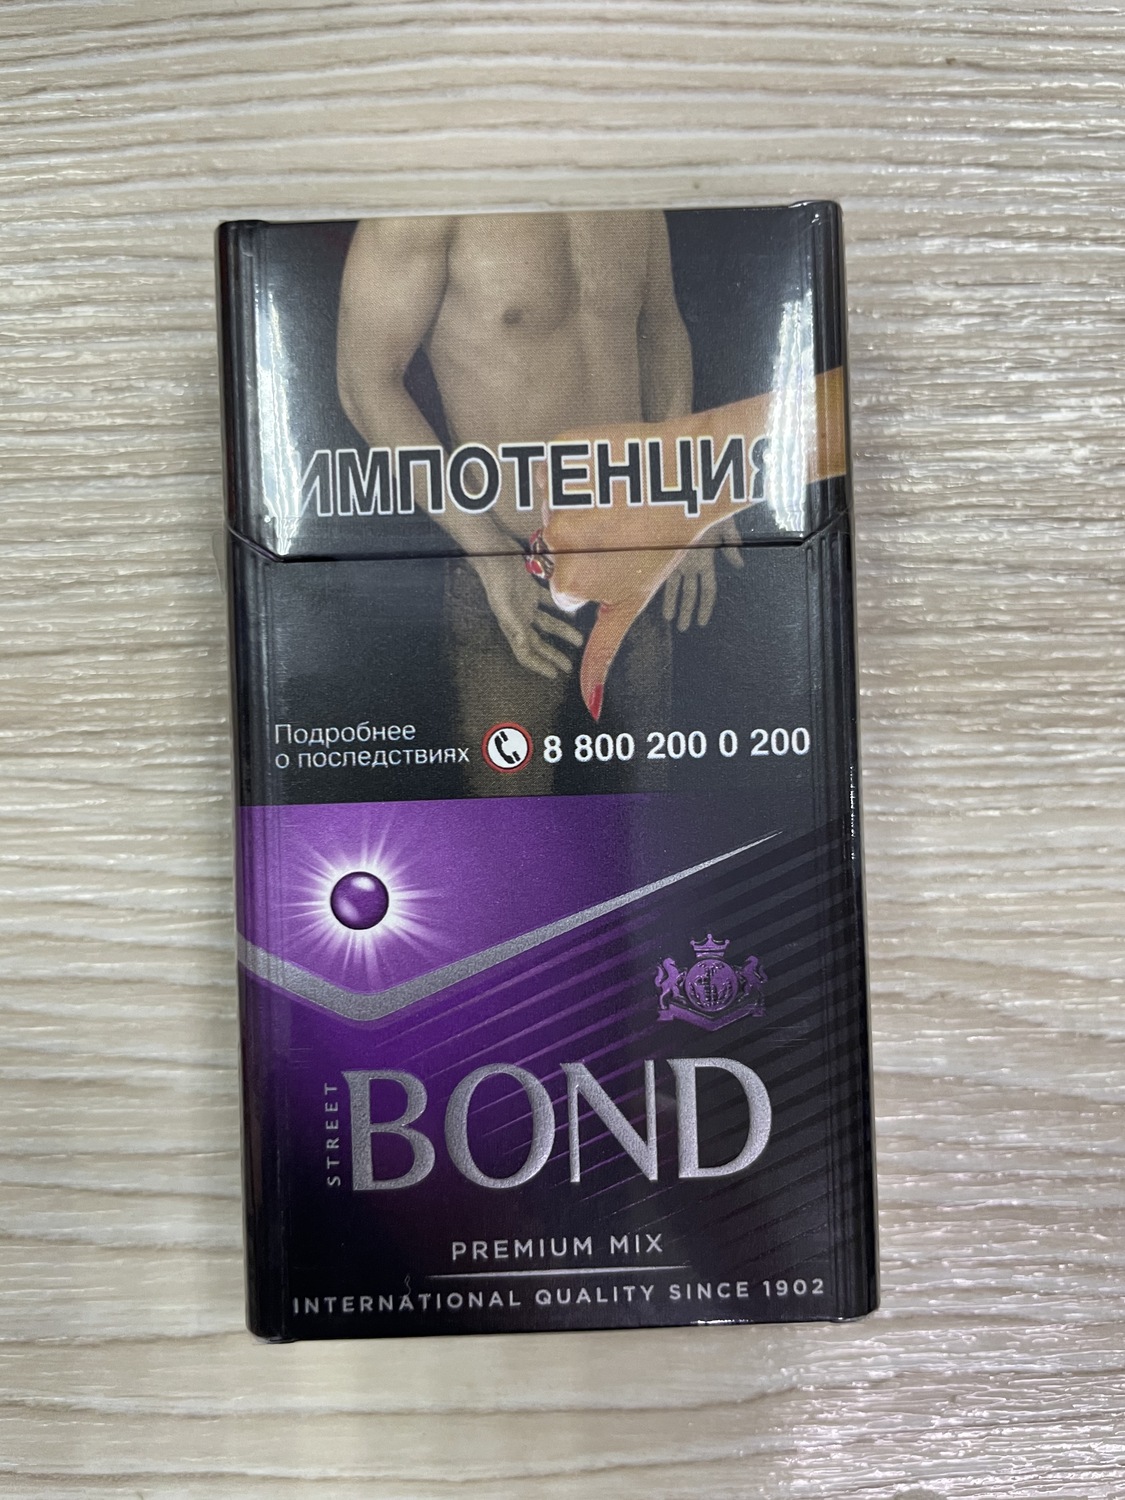 ИМПОТЕНЦИЯ
Подробнее
о последствиях 8 800 200 0 200
STREET
BOND
PREMIUM MIX
INTERNATIONAL QUALITY SINCE 1902